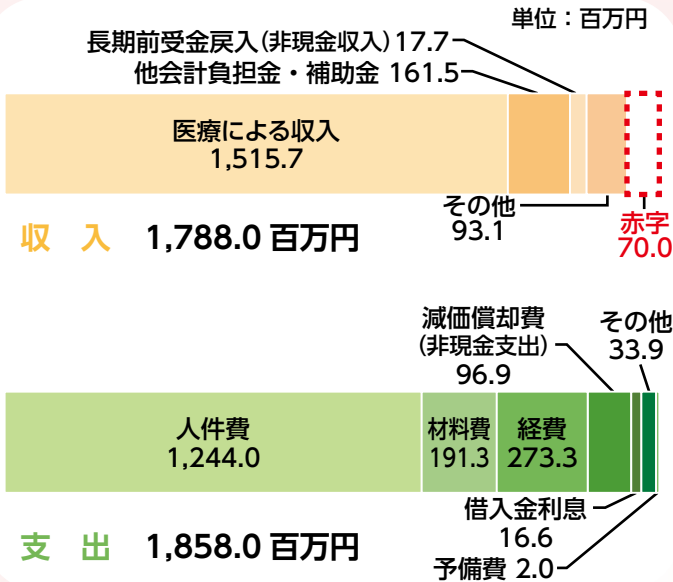 単位：百万円
長期前受金戻入(非現金収入)17.7
他会計負担金・補助金 161.5
医療による収入
1,515.7
その他
93.1
赤字
70.0
収 入 1,788.0 百万円
減価償却費
(非現金支出)
96.9
その他
33.9
人件費
1,244.0
材料費
191.3
経費
273.3
借入金利息
16.6
予備費 2.0
支 出 1,858.0 百万円